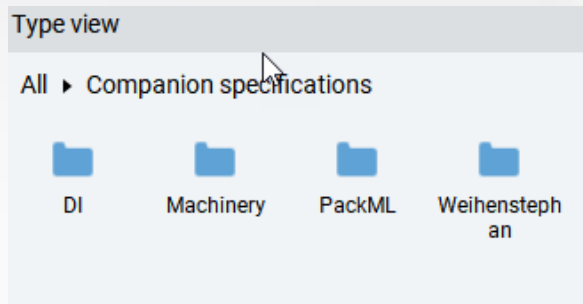 Type view
All ▸ Companion specifications
DI Machinery PackML Weihensteph
an